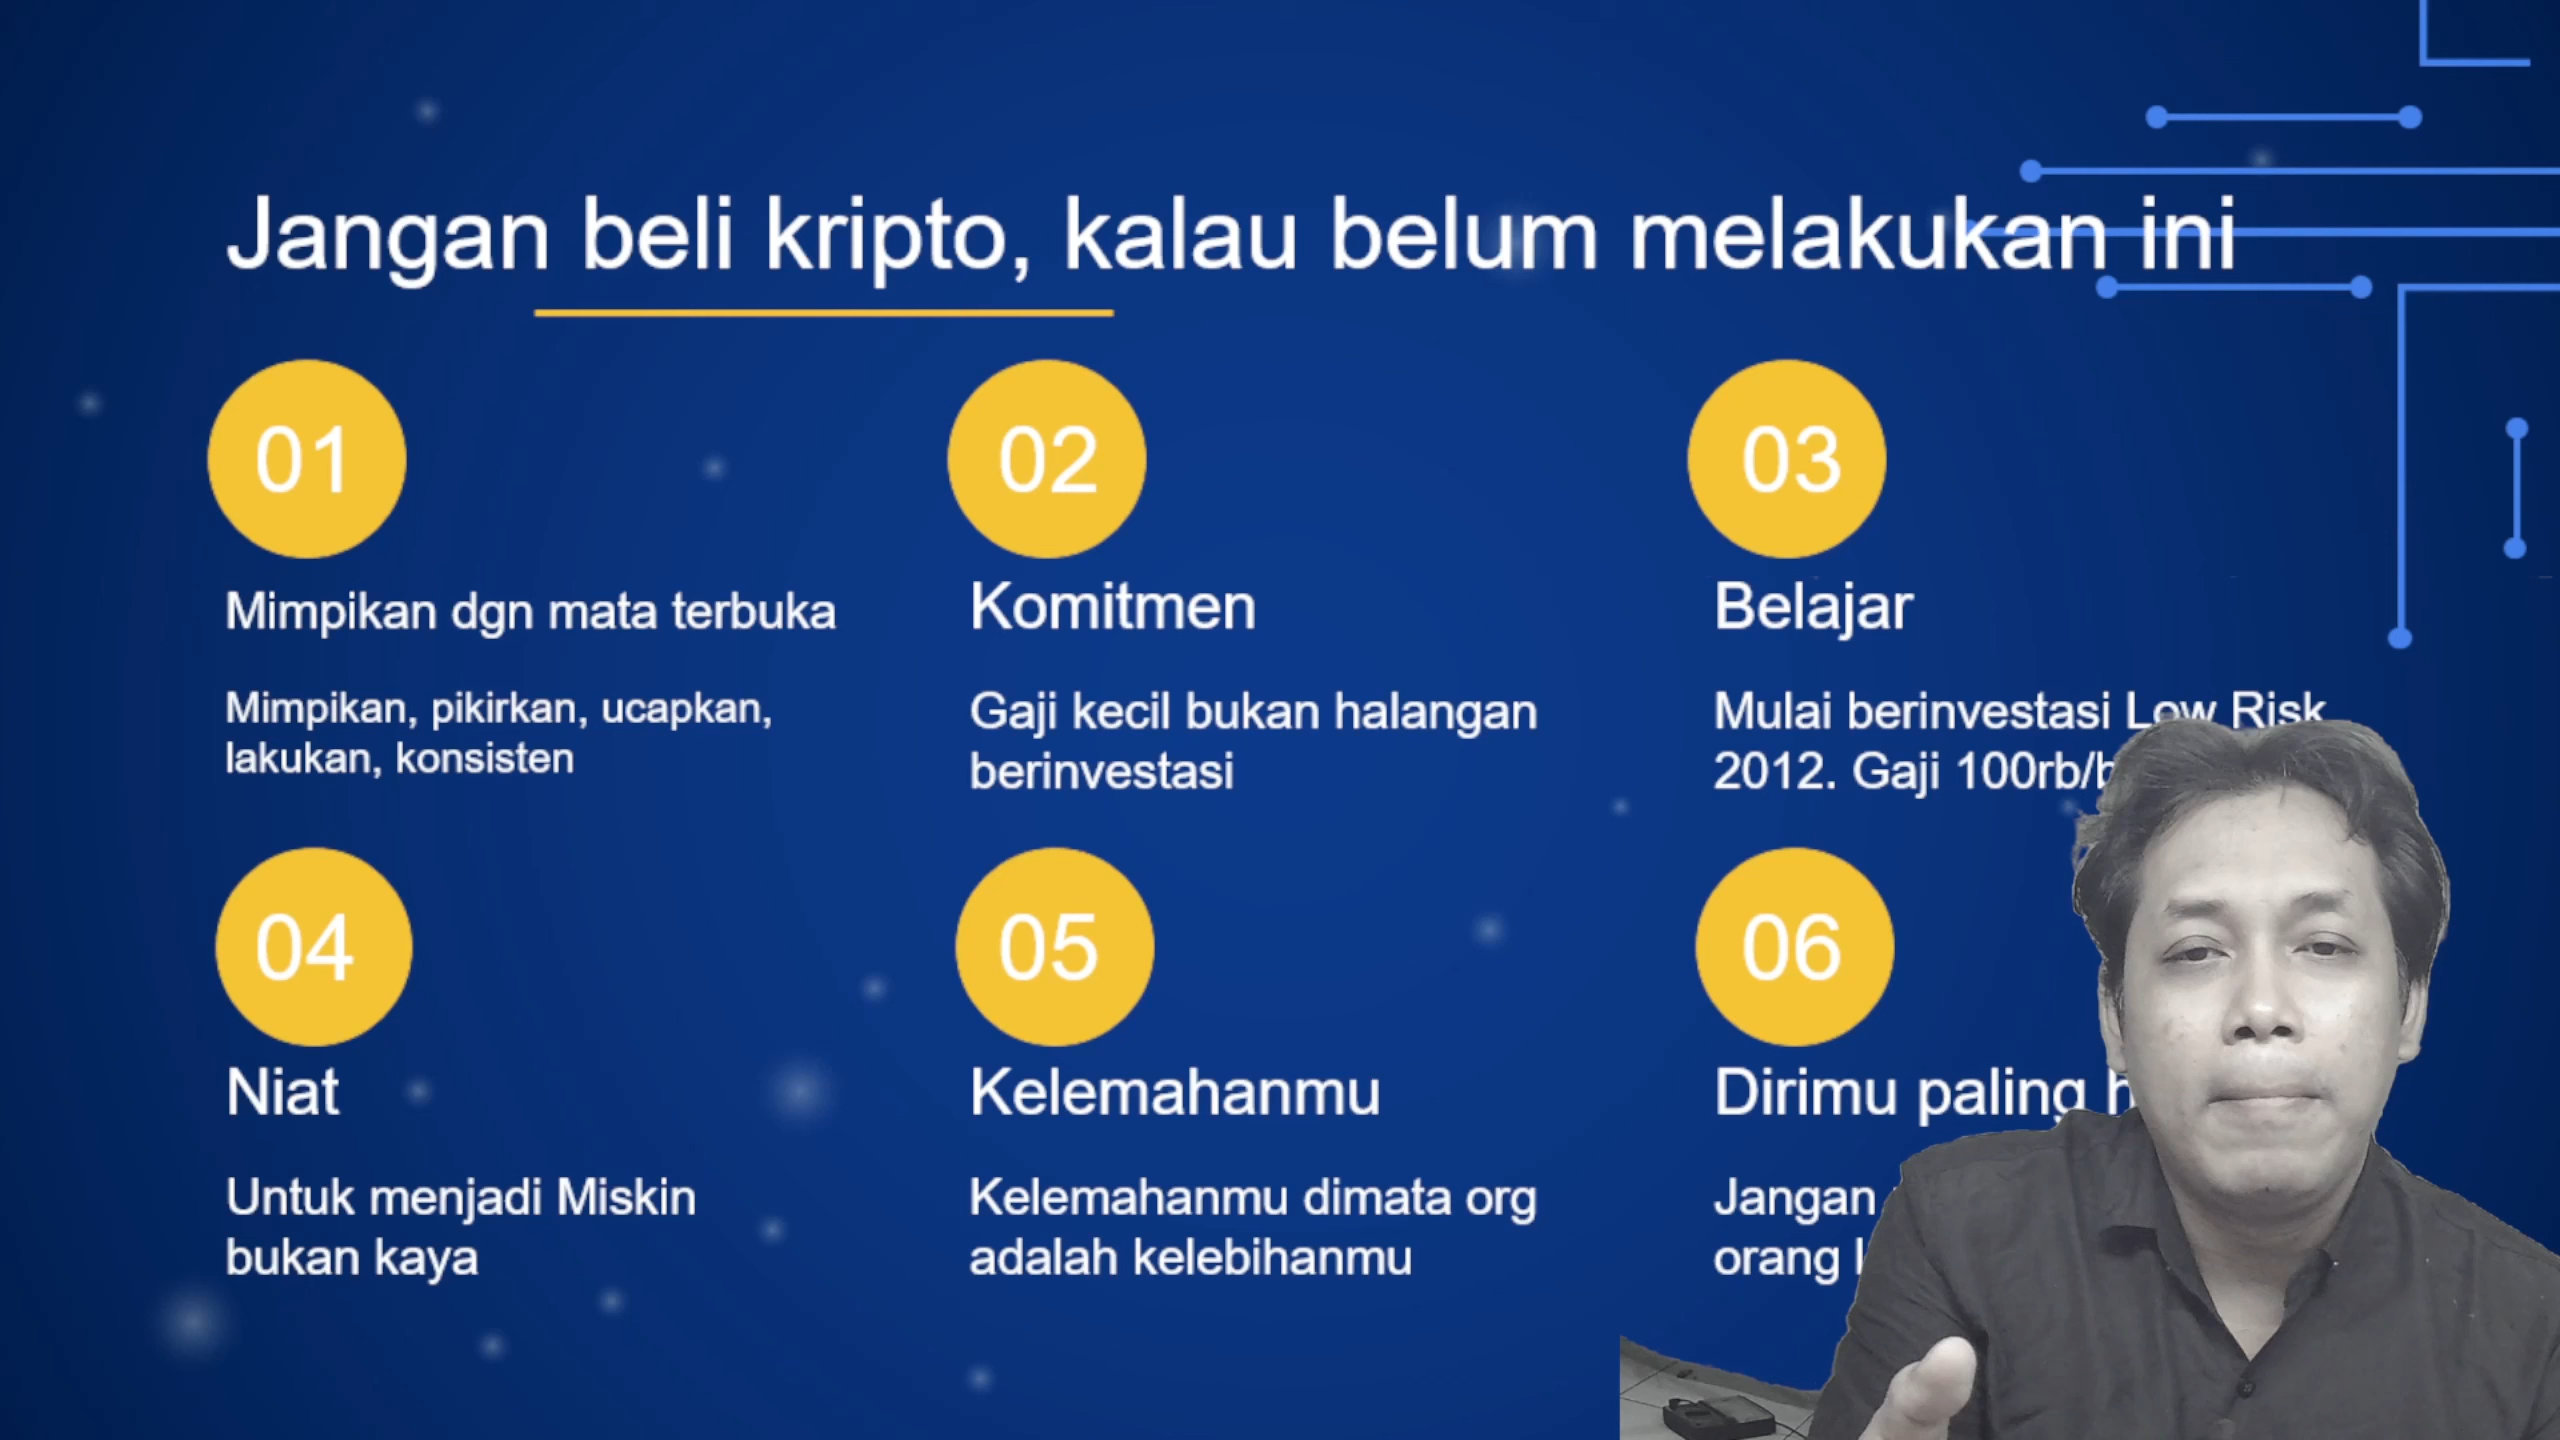 Jangan beli kripto, kalau belum melakukan ini
01
Mimpikan dgn mata terbuka
Mimpikan, pikirkan, ucapkan,
lakukan, konsisten
02
Komitmen
Gaji kecil bukan halangan
berinvestasi
03
Belajar
Mulai berinvestasi Low Risk
2012. Gaji
04
Niat
Untuk menjadi Miskin
bukan kaya
05
Kelemahanmu
Kelemahanmu dimata org
adalah kelebihanmu
06
Dirimu paling
Jangan
orang